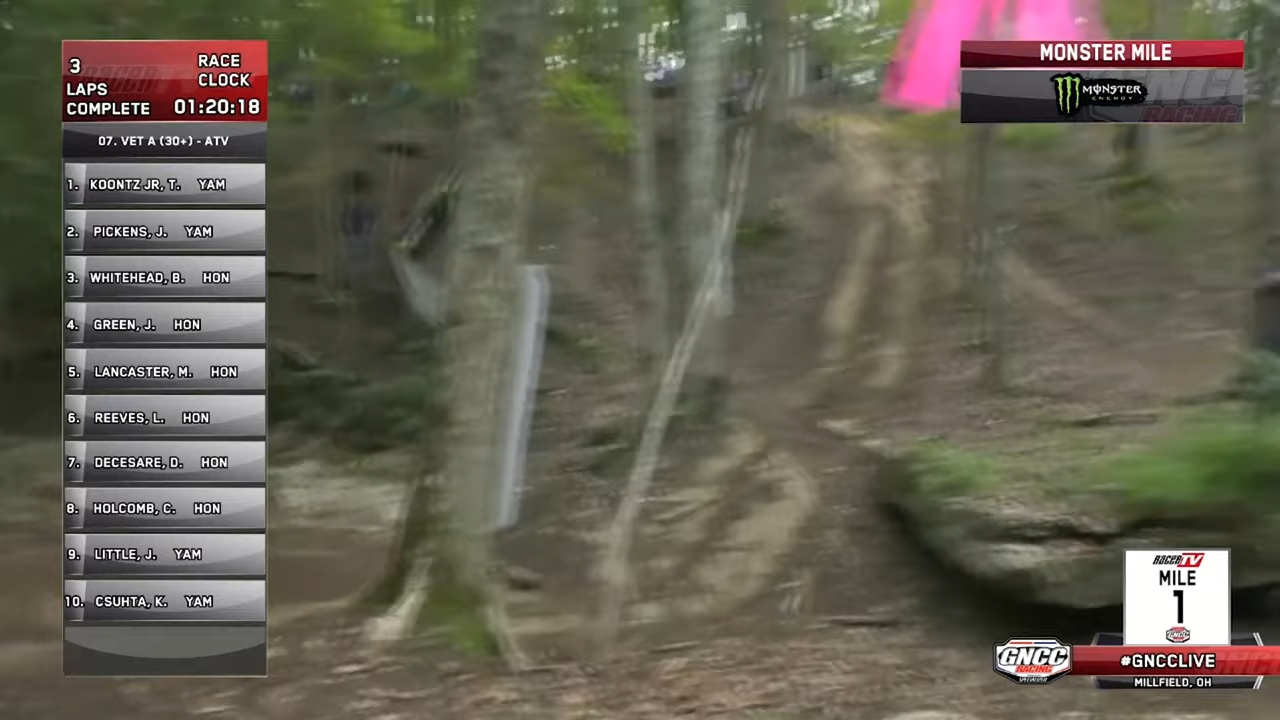 3
LAPS
COMPLETE
RACE
CLOCK
01:20:18
07. VET A (30+) - ATV
1. KOONTZ JR, T. YAM
2. PICKENS, J. YAM
3. WHITEHEAD, B. HON
4. GREEN, J. HON
5. LANCASTER, M. HON
6. REEVES, L. HON
7. DECESARE, D. HON
8. HOLCOMB, C. HON
9. LITTLE, J. YAM
10. CSUHTA, K. YAM
MONSTER MILE
MONSTER
ENERGY
RACER TV
MILE
1
GNCC
RACING
#GNCCLIVE
MILLFIELD, OH